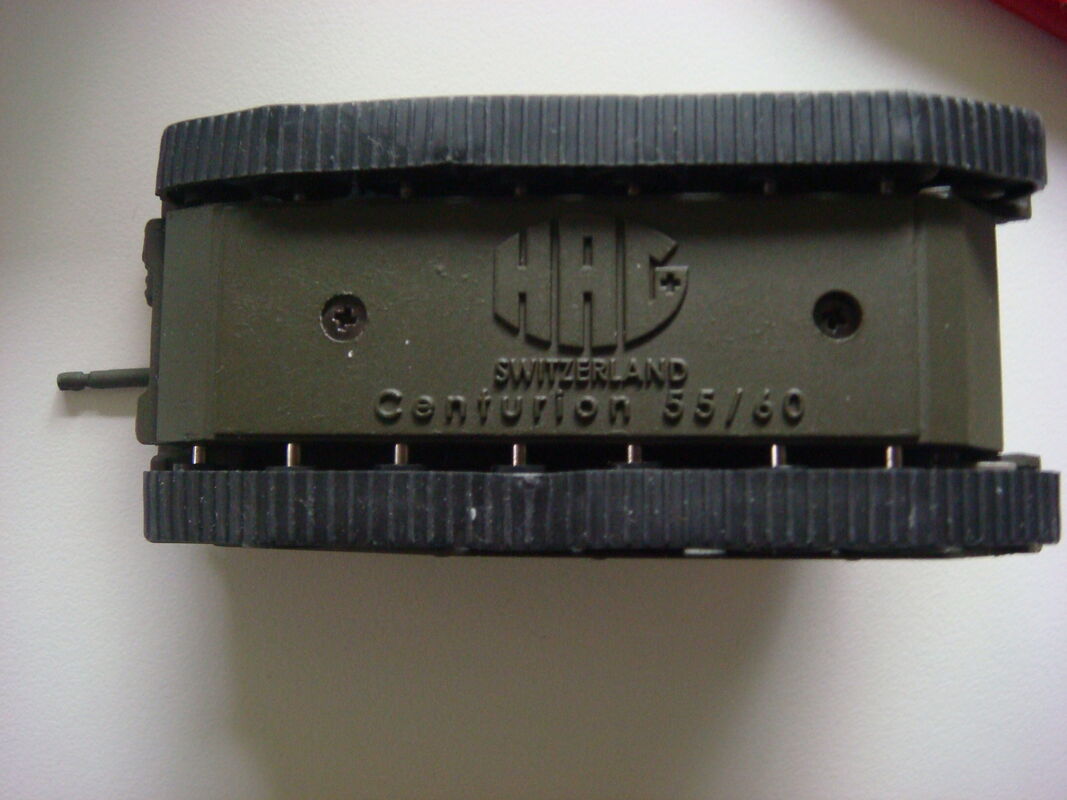 HAG
SWITZERLAND
Centurion 55/60